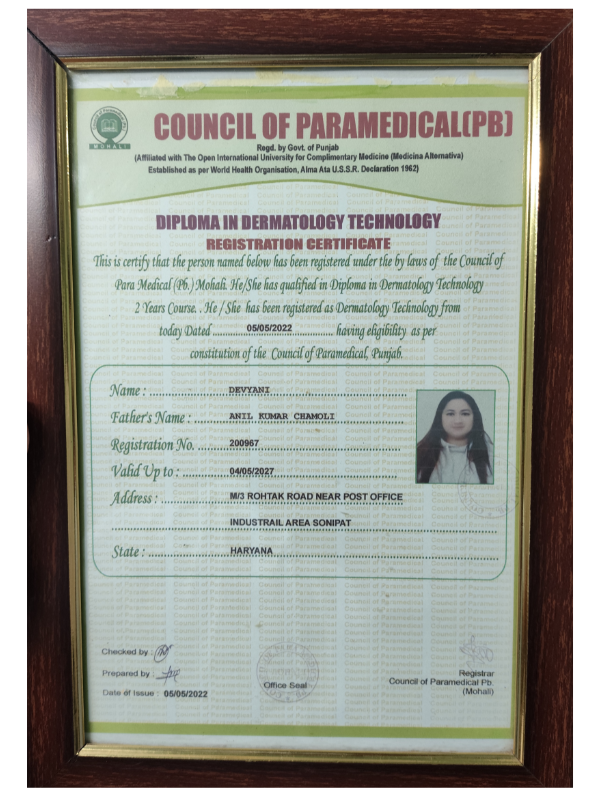 COUNCIL OF PARAMEDICAL(PB)
MOHALI
Regd. by Govt. of Punjab
(Affiliated with The Open International University for Complimentary Medicine (Medicina Alternativa)
Established as per World Health Organisation, Alma Ata U.S.S.R. Declaration 1962)
DIPLOMA IN DERMATOLOGY TECHNOLOGY
REGISTRATION CERTIFICATE
This is certify that the person named below has been registered under the by laws of the Council of
Para Medical (Pb.) Mohali. He/She has qualified in Diploma in Dermatology Technology
2 Years Course. . He / She has been registered as Dermatology Technology from
today Dated 05/05/2022 having eligibility as per
constitution of the Council of Paramedical, Punjab.
Name : DEVYANI
Father's Name : ANIL KUMAR CHAMOLI
Registration No. 200967
Valid Up to : 04/05/2027
Address : M/3 ROHTAK ROAD NEAR POST OFFICE
INDUSTRAIL AREA SONIPAT
State : HARYANA
Checked by :
Prepared by :
Date of Issue : 05/05/2022
Office Seal
Registrar
Council of Paramedical Pb.
(Mohali)